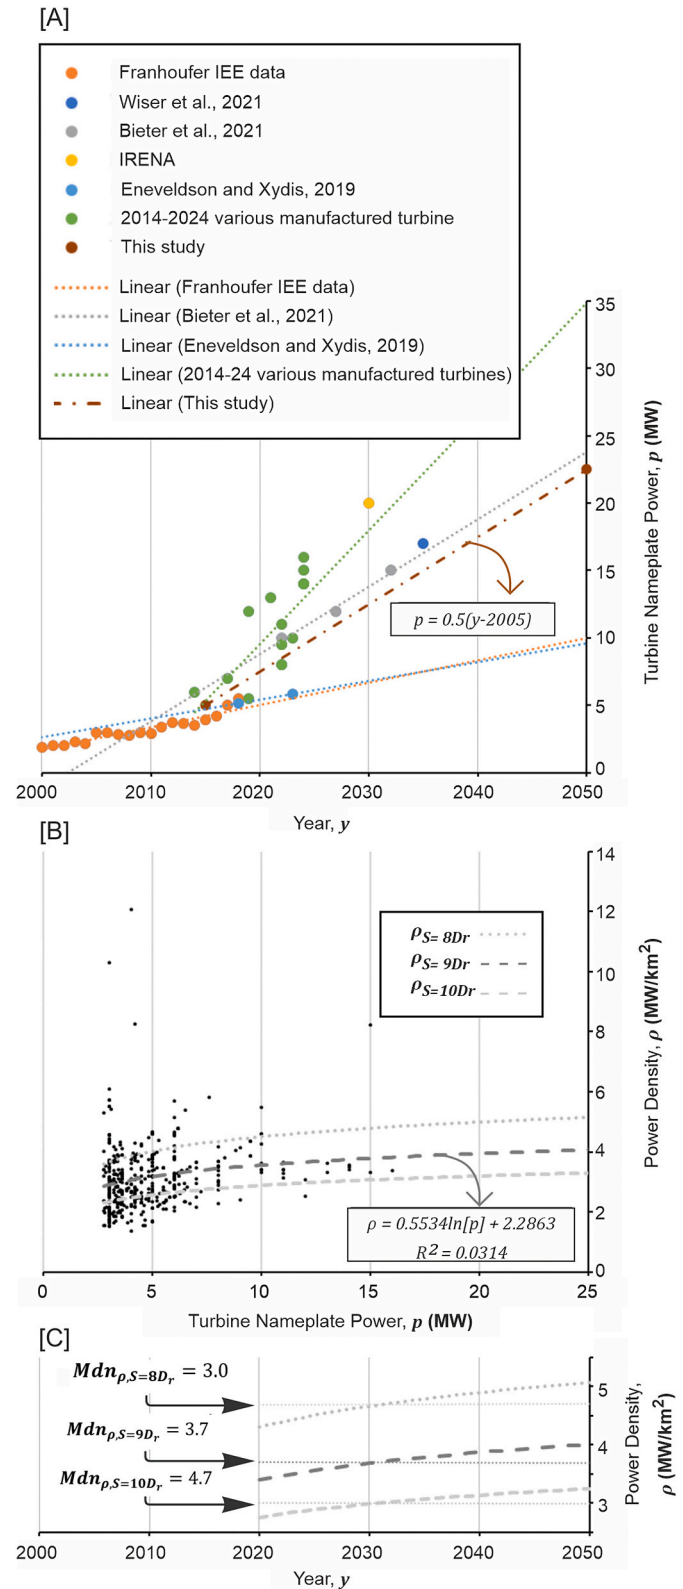 [A]
Franhoufer IEE data
Wiser et al., 2021
Bieter et al., 2021
IRENA
Eneveldson and Xydis, 2019
2014-2024 various manufactured turbine
This study
Linear (Franhoufer IEE data)
Linear (Bieter et al., 2021)
Linear (Eneveldson and Xydis, 2019)
Linear (2014-24 various manufactured turbines)
Linear (This study)
35
30
25
20
15
10
5
0
Turbine Nameplate Power, p (MW)
p = 0.5(y-2005)
2000 2010 2020 2030 2040 2050
Year, y
[B]
14
12
10
8
6
4
2
0
Power Density, ρ (MW/km²)
ρS= 8Dr
ρS= 9Dr
ρS=10Dr
ρ = 0.5534ln[p] + 2.2863
R² = 0.0314
0 5 10 15 20 25
Turbine Nameplate Power, p (MW)
[C]
Mdnρ,S=8Dr = 3.0
Mdnρ,S=9Dr = 3.7
Mdnρ,S=10Dr = 4.7
5
4
3
Power Density,
ρ (MW/km²)
2000 2010 2020 2030 2040 2050
Year, y